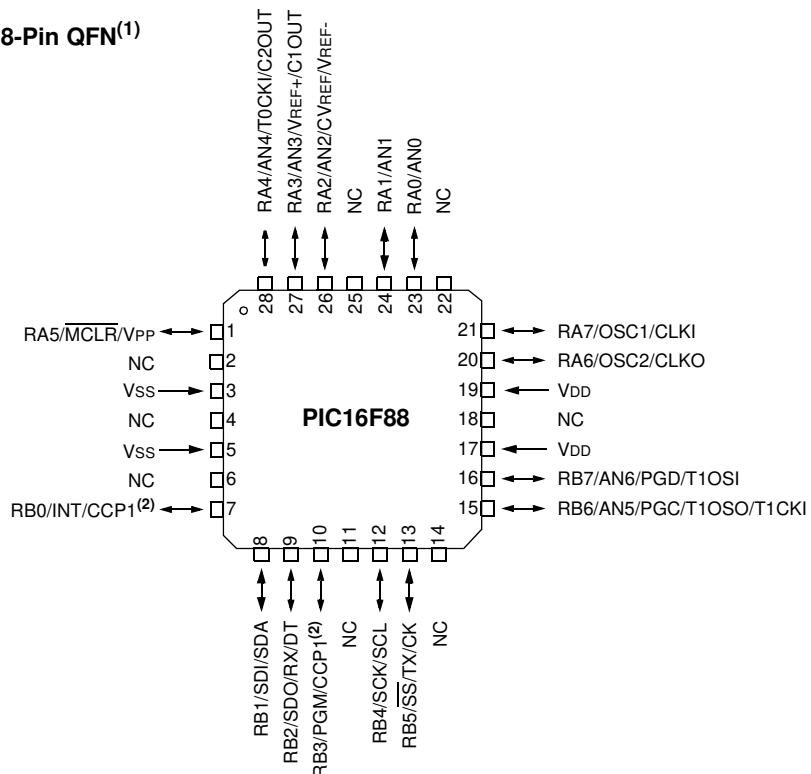 8-Pin QFN(1)
RA4/AN4/T0CKI/C2OUT
RA3/AN3/VREF+/C1OUT
RA2/AN2/CVREF/VREF-
NC
RA1/AN1
RA0/AN0
NC
28
27
26
25
24
23
22
RA5/MCLR/VPP
1
NC
2
VSS
3
NC
4
VSS
5
NC
6
RB0/INT/CCP1(2)
7
PIC16F88
21
RA7/OSC1/CLKI
20
RA6/OSC2/CLKO
19
VDD
18
NC
17
VDD
16
RB7/AN6/PGD/T1OSI
15
RB6/AN5/PGC/T1OSO/T1CKI
8
9
10
11
12
13
14
RB1/SDI/SDA
RB2/SDO/RX/DT
RB3/PGM/CCP1(2)
NC
RB4/SCK/SCL
RB5/SS/TX/CK
NC